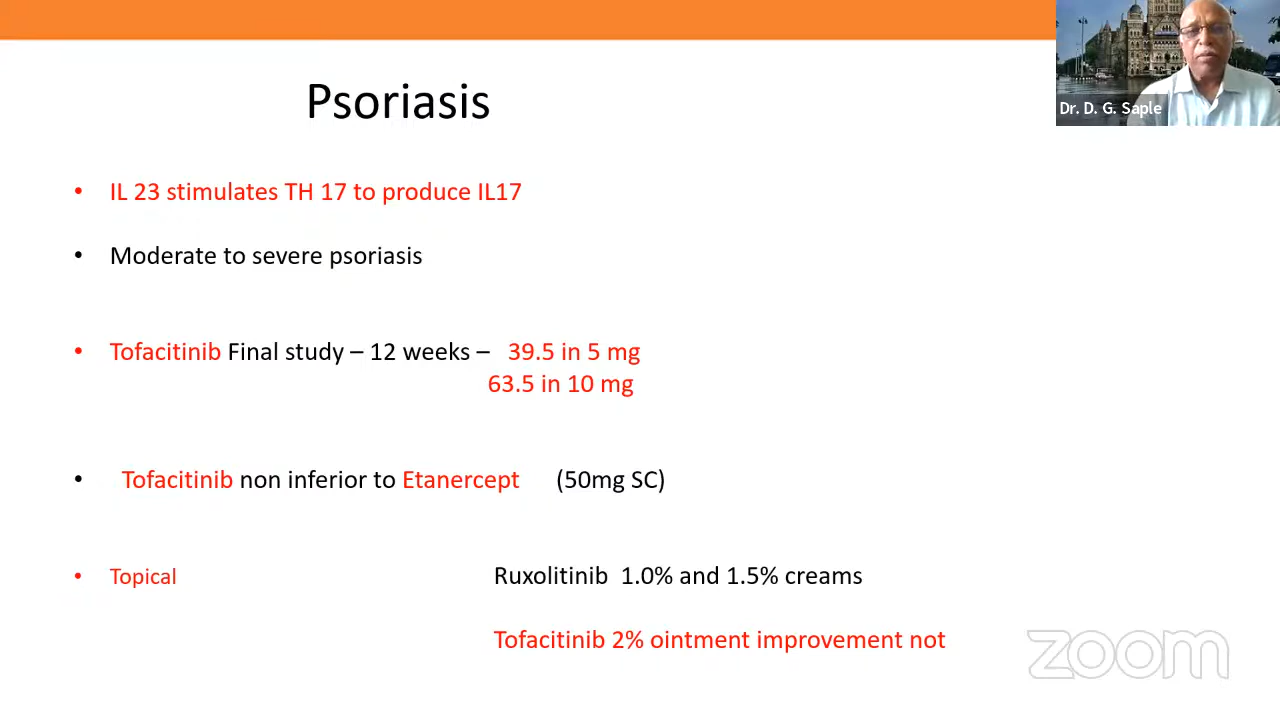 Dr. D. G. Saple
Psoriasis
• IL 23 stimulates TH 17 to produce IL17
• Moderate to severe psoriasis
• Tofacitinib Final study – 12 weeks – 39.5 in 5 mg
63.5 in 10 mg
• Tofacitinib non inferior to Etanercept (50mg SC)
• Topical Ruxolitinib 1.0% and 1.5% creams
Tofacitinib 2% ointment improvement not
zoom